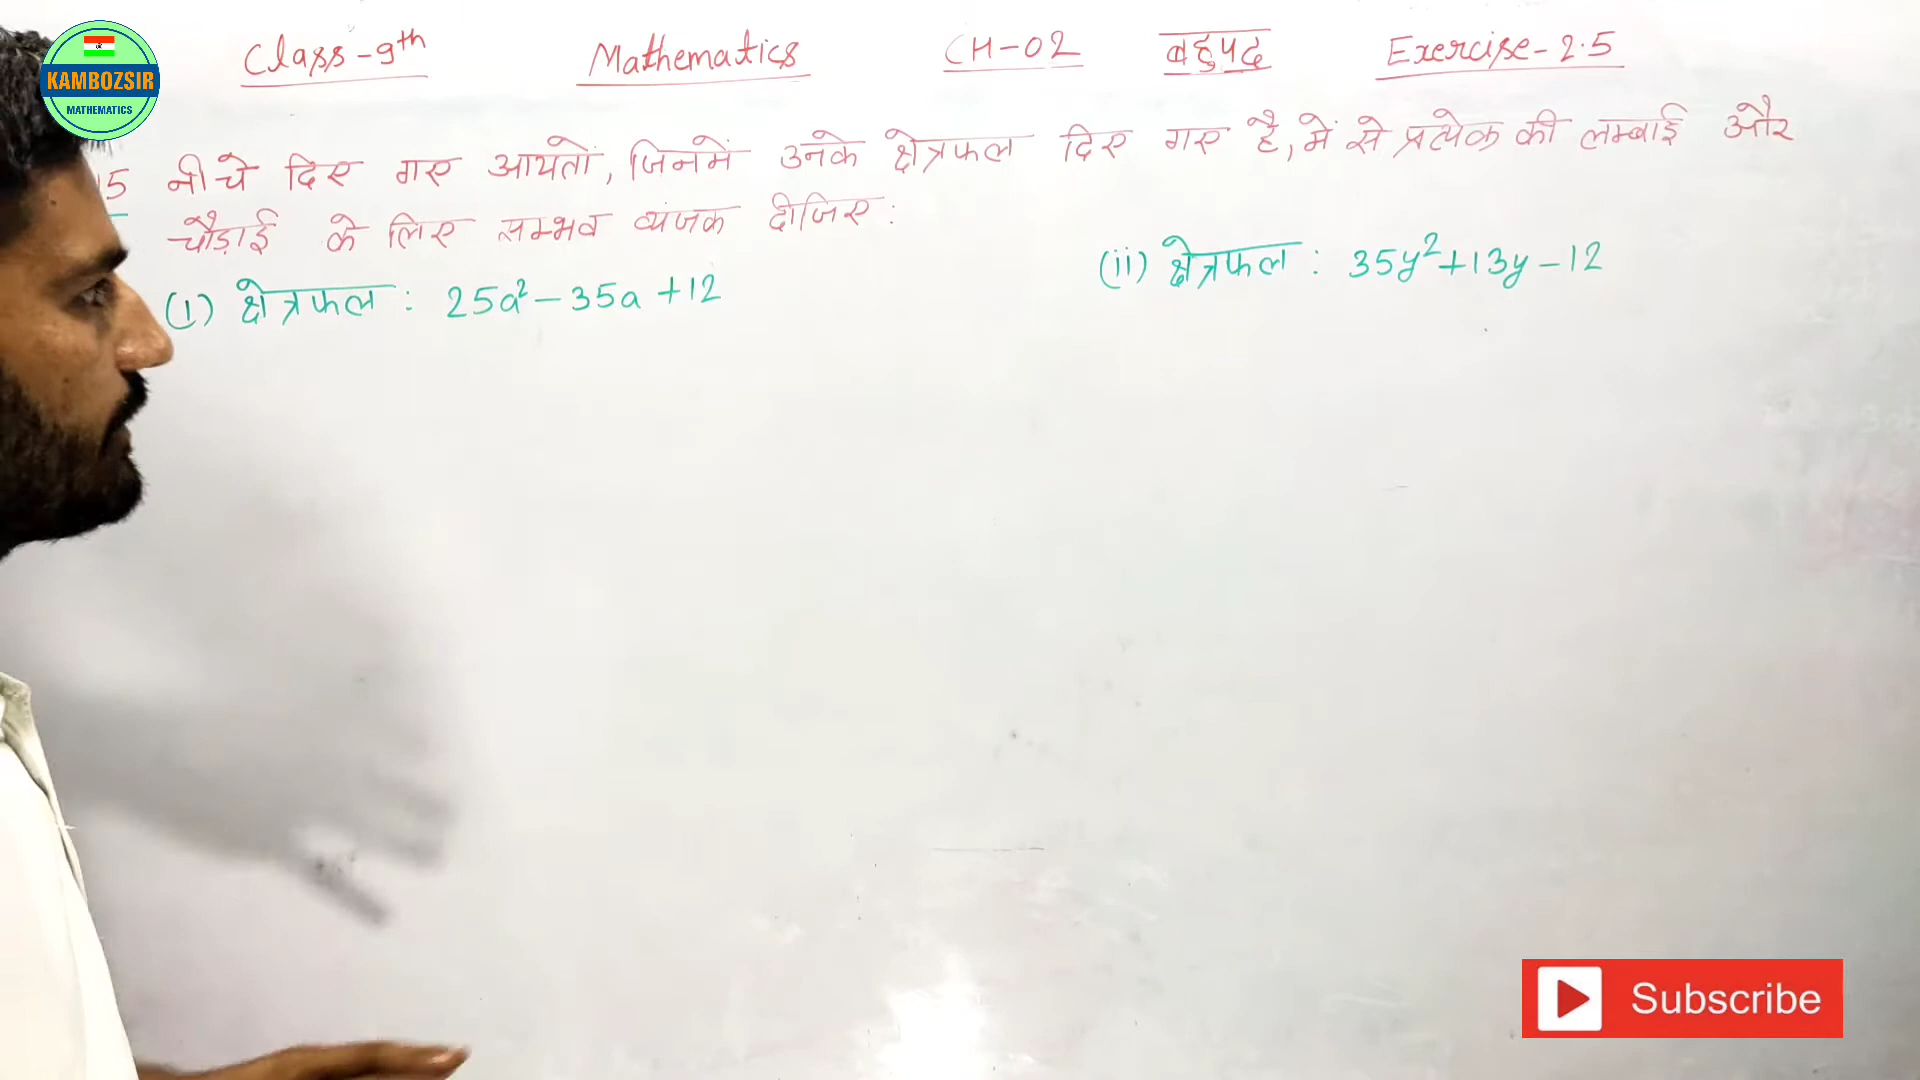 KAMBOZSIR
MATHEMATICS
Class-9th Mathematics CH-02 बहुपद Exercise-2.5
15 नीचे दिए गए आयतों, जिनमें उनके क्षेत्रफल दिए गए है, में से प्रत्येक की लम्बाई और
चौड़ाई के लिए सम्भव व्यंजक दीजिए :
(i) क्षेत्रफल : 25a² – 35a + 12
(ii) क्षेत्रफल : 35y² + 13y – 12
Subscribe